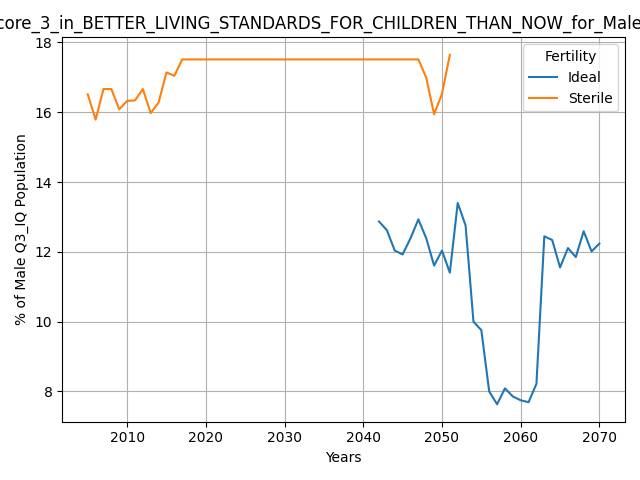 core_3_in_BETTER_LIVING_STANDARDS_FOR_CHILDREN_THAN_NOW_for_Male
Fertility
Ideal
Sterile
% of Male Q3_IQ Population
18
16
14
12
10
8
2010 2020 2030 2040 2050 2060 2070
Years